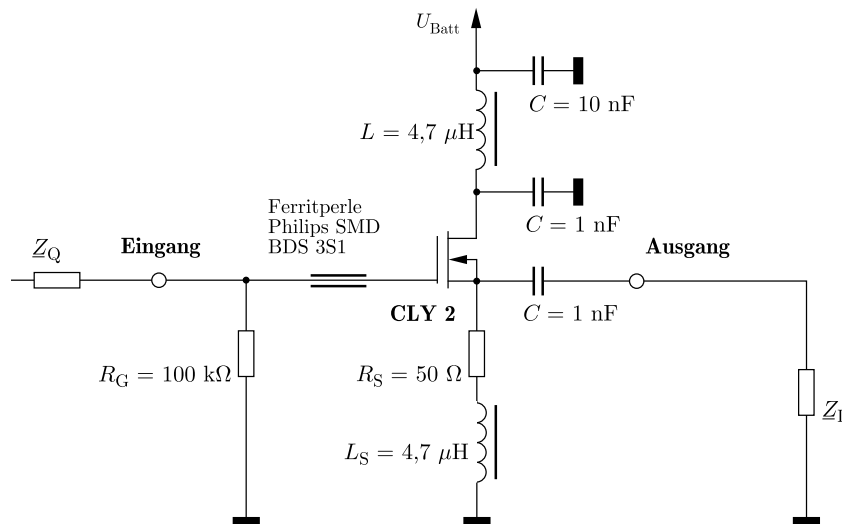 U_Batt
C = 10 nF
L = 4,7 μH
Ferritperle
Philips SMD
BDS 3S1
C = 1 nF
Z_Q
Eingang
Ausgang
CLY 2
C = 1 nF
R_G = 100 kΩ
R_S = 50 Ω
Z_l
L_S = 4,7 μH